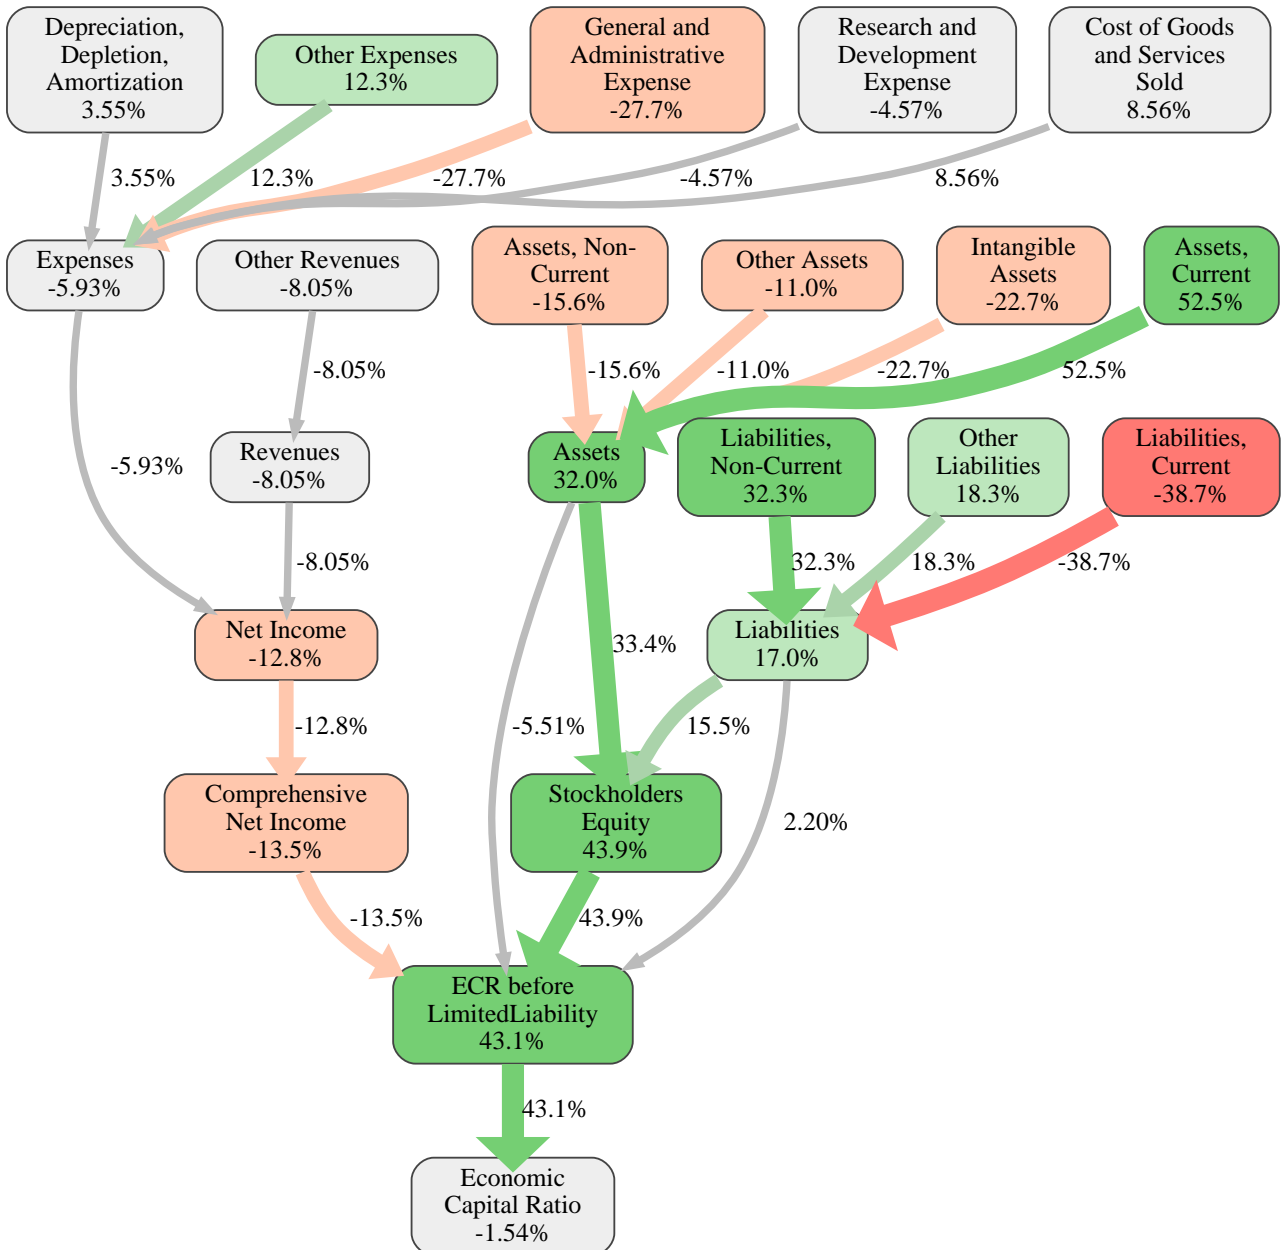 Depreciation,
Depletion,
Amortization
3.55%
Other Expenses
12.3%
General and
Administrative
Expense
-27.7%
Research and
Development
Expense
-4.57%
Cost of Goods
and Services
Sold
8.56%
3.55%
12.3%
-27.7%
-4.57%
8.56%
Expenses
-5.93%
Other Revenues
-8.05%
Assets, Non-
Current
-15.6%
Other Assets
-11.0%
Intangible
Assets
-22.7%
Assets,
Current
52.5%
-8.05%
-15.6%
-11.0%
-22.7%
52.5%
-5.93%
Revenues
-8.05%
Assets
32.0%
Liabilities,
Non-Current
32.3%
Other
Liabilities
18.3%
Liabilities,
Current
-38.7%
-8.05%
32.3%
18.3%
-38.7%
Net Income
-12.8%
33.4%
Liabilities
17.0%
-12.8%
-5.51%
15.5%
Comprehensive
Net Income
-13.5%
Stockholders
Equity
43.9%
2.20%
-13.5%
43.9%
ECR before
LimitedLiability
43.1%
43.1%
Economic
Capital Ratio
-1.54%